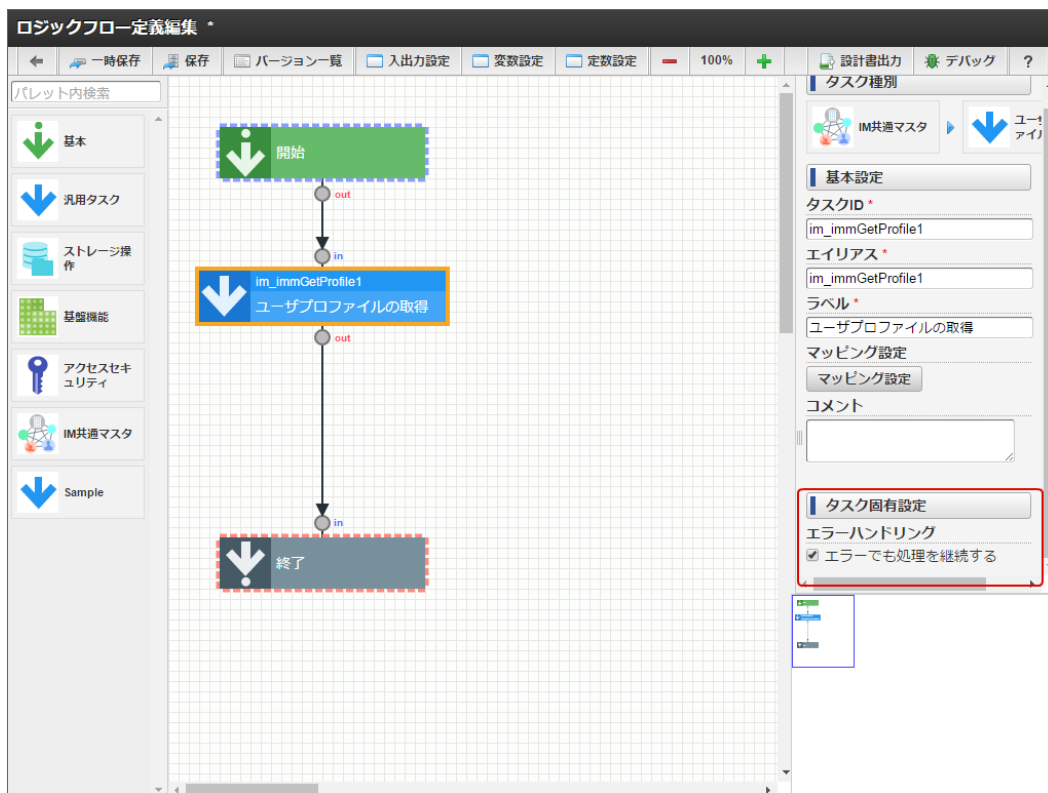 ロジックフロー定義編集 *
一時保存 保存 バージョン一覧 入出力設定 変数設定 定数設定 100% 設計書出力 デバッグ ?
パレット内検索
基本
汎用タスク
ストレージ操
作
基盤機能
アクセスセキ
ュリティ
IM共通マスタ
Sample
開始
out
in
im_immGetProfile1
ユーザプロファイルの取得
out
in
終了
タスク種別
IM共通マスタ
基本設定
タスクID *
im_immGetProfile1
エイリアス *
im_immGetProfile1
ラベル *
ユーザプロファイルの取得
マッピング設定
マッピング設定
コメント
タスク固有設定
エラーハンドリング
エラーでも処理を継続する